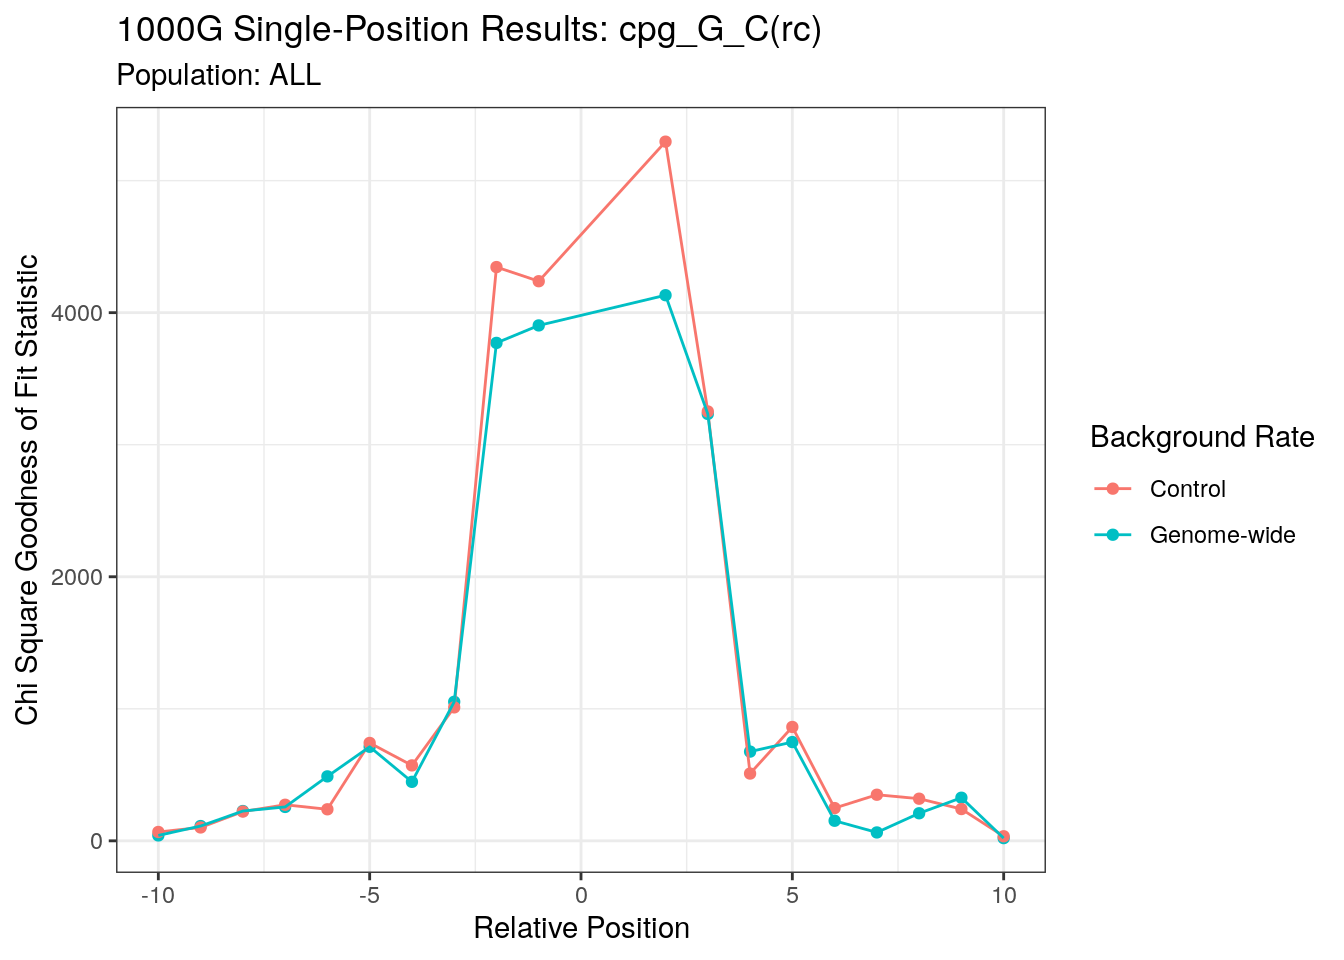 1000G Single-Position Results: cpg_G_C(rc)
Population: ALL
Chi Square Goodness of Fit Statistic
4000
2000
0
-10
-5
0
5
10
Relative Position
Background Rate
Control
Genome-wide